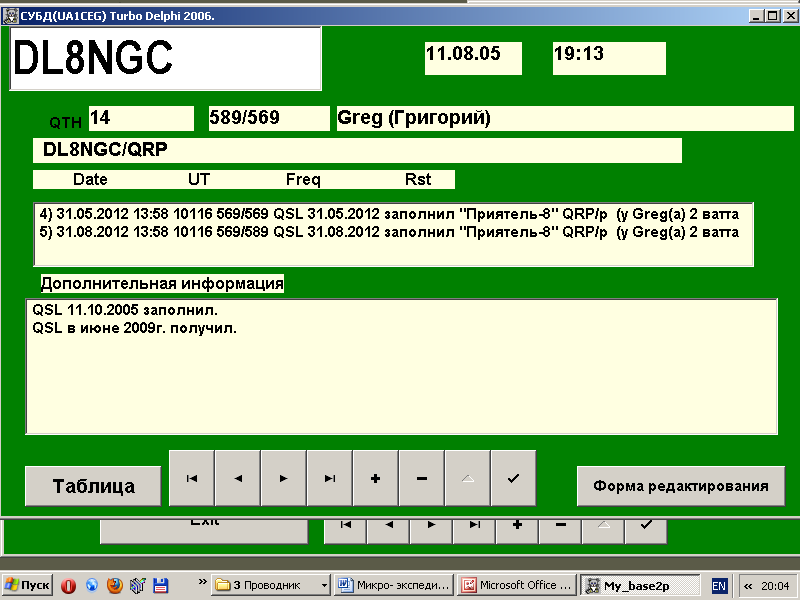 СУБД(UA1CEG) Turbo Delphi 2006.
DL8NGC
11.08.05 19:13
QTH 14 589/569 Greg (Григорий)
DL8NGC/QRP
Date UT Freq Rst
4) 31.05.2012 13:58 10116 569/569 QSL 31.05.2012 заполнил "Приятель-8" QRP/p (у Greg(а) 2 ватта
5) 31.08.2012 13:58 10116 569/589 QSL 31.08.2012 заполнил "Приятель-8" QRP/p (у Greg(а) 2 ватта
Дополнительная информация
QSL 11.10.2005 заполнил.
QSL в июне 2009г. получил.
Таблица
Форма редактирования
Exit
Пуск » 3 Проводник Микро- экспеди... Microsoft Office ... My_base2p EN « 20:04